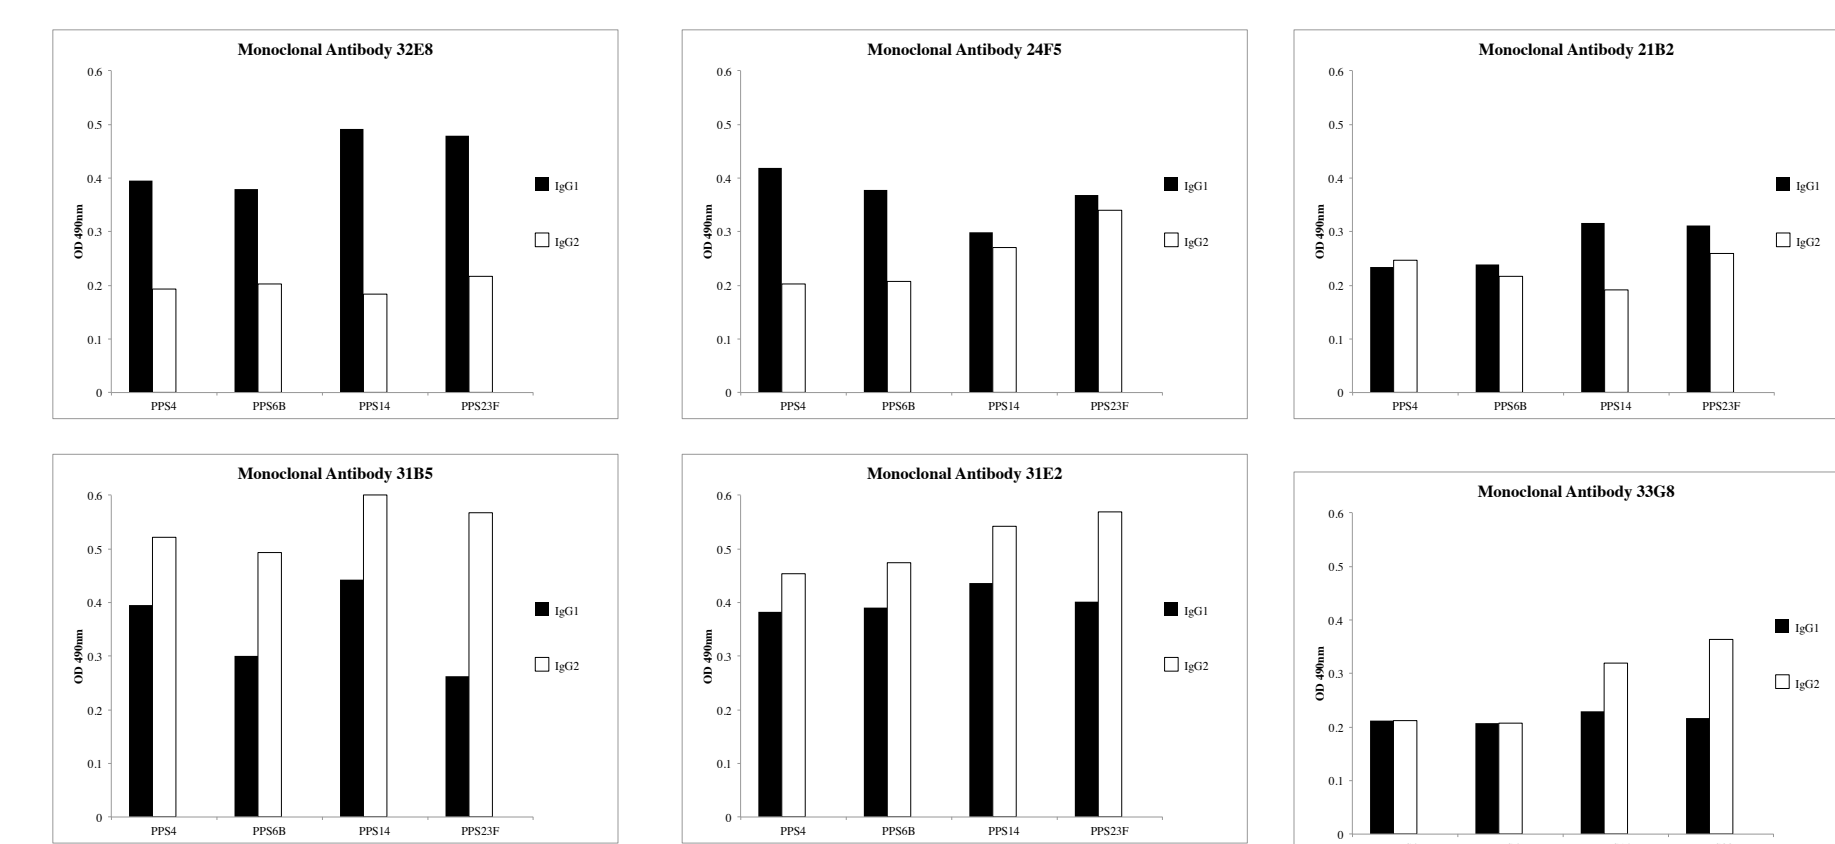 Monoclonal Antibody 32E8
0.6
0.5
0.4
0.3
0.2
0.1
0
OD 490nm
PPS4 PPS6B PPS14 PPS23F
IgG1
IgG2
Monoclonal Antibody 24F5
0.6
0.5
0.4
0.3
0.2
0.1
0
OD 490nm
PPS4 PPS6B PPS14 PPS23F
IgG1
IgG2
Monoclonal Antibody 21B2
0.6
0.5
0.4
0.3
0.2
0.1
0
OD 490nm
PPS4 PPS6B PPS14 PPS23F
IgG1
IgG2
Monoclonal Antibody 31B5
0.6
0.5
0.4
0.3
0.2
0.1
0
OD 490nm
PPS4 PPS6B PPS14 PPS23F
IgG1
IgG2
Monoclonal Antibody 31E2
0.6
0.5
0.4
0.3
0.2
0.1
0
OD 490nm
PPS4 PPS6B PPS14 PPS23F
IgG1
IgG2
Monoclonal Antibody 33G8
0.6
0.5
0.4
0.3
0.2
0.1
0
OD 490nm
IgG1
IgG2